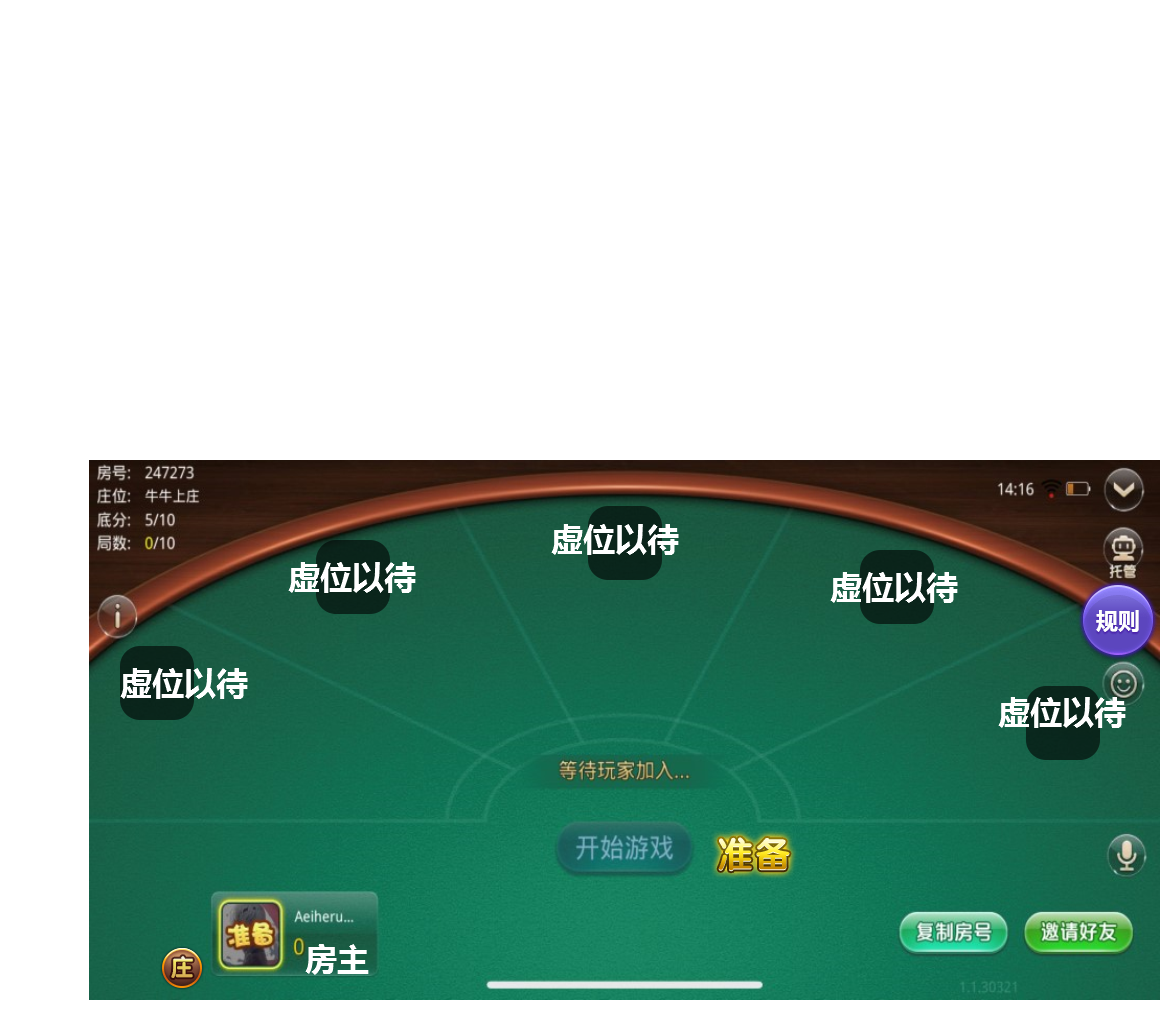 房号: 247273
庄位: 牛牛上庄
底分: 5/10
局数: 0/10
14:16
托管
规则
虚位以待
虚位以待
虚位以待
虚位以待
虚位以待
等待玩家加入...
开始游戏
准备
准备
Aeiheru...
0
房主
庄
复制房号
邀请好友
1.1.30321